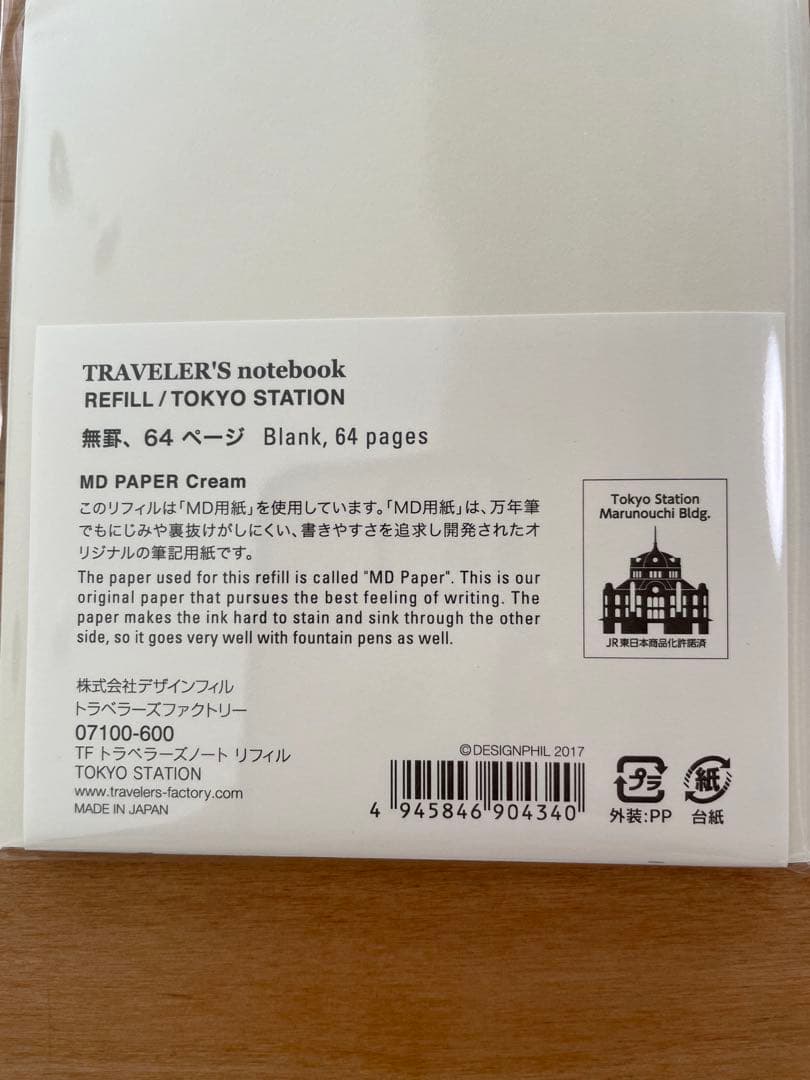 TRAVELER'S notebook
REFILL / TOKYO STATION
無罫、64 ページ Blank, 64 pages
MD PAPER Cream
このリフィルは「MD用紙」を使用しています。「MD用紙」は、万年筆
でもにじみや裏抜けがしにくい、書きやすさを追求し開発されたオ
リジナルの筆記用紙です。
The paper used for this refill is called "MD Paper". This is our
original paper that pursues the best feeling of writing. The
paper makes the ink hard to stain and sink through the other
side, so it goes very well with fountain pens as well.
Tokyo Station
Marunouchi Bldg.
JR東日本商品化許諾済
株式会社デザインフィル
トラベラーズファクトリー
07100-600
TF トラベラーズノート リフィル
TOKYO STATION
www.travelers-factory.com
MADE IN JAPAN
©DESIGNPHIL 2017
4 945846 904340
プラ
外装:PP
紙
台紙